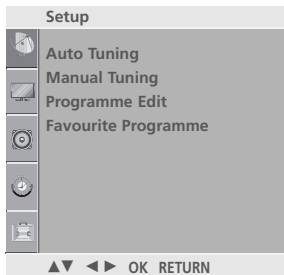 Setup
Auto Tuning
Manual Tuning
Programme Edit
Favourite Programme
▲▼ ◄► OK RETURN